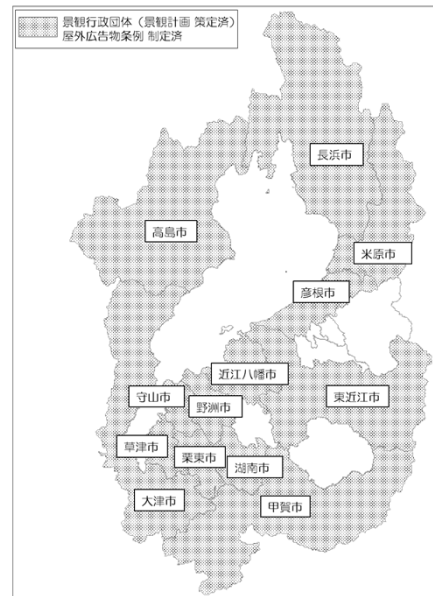 景観行政団体（景観計画 策定済）
屋外広告物条例 制定済
長浜市
高島市
米原市
彦根市
近江八幡市
守山市
野洲市
東近江市
草津市
栗東市
湖南市
大津市
甲賀市